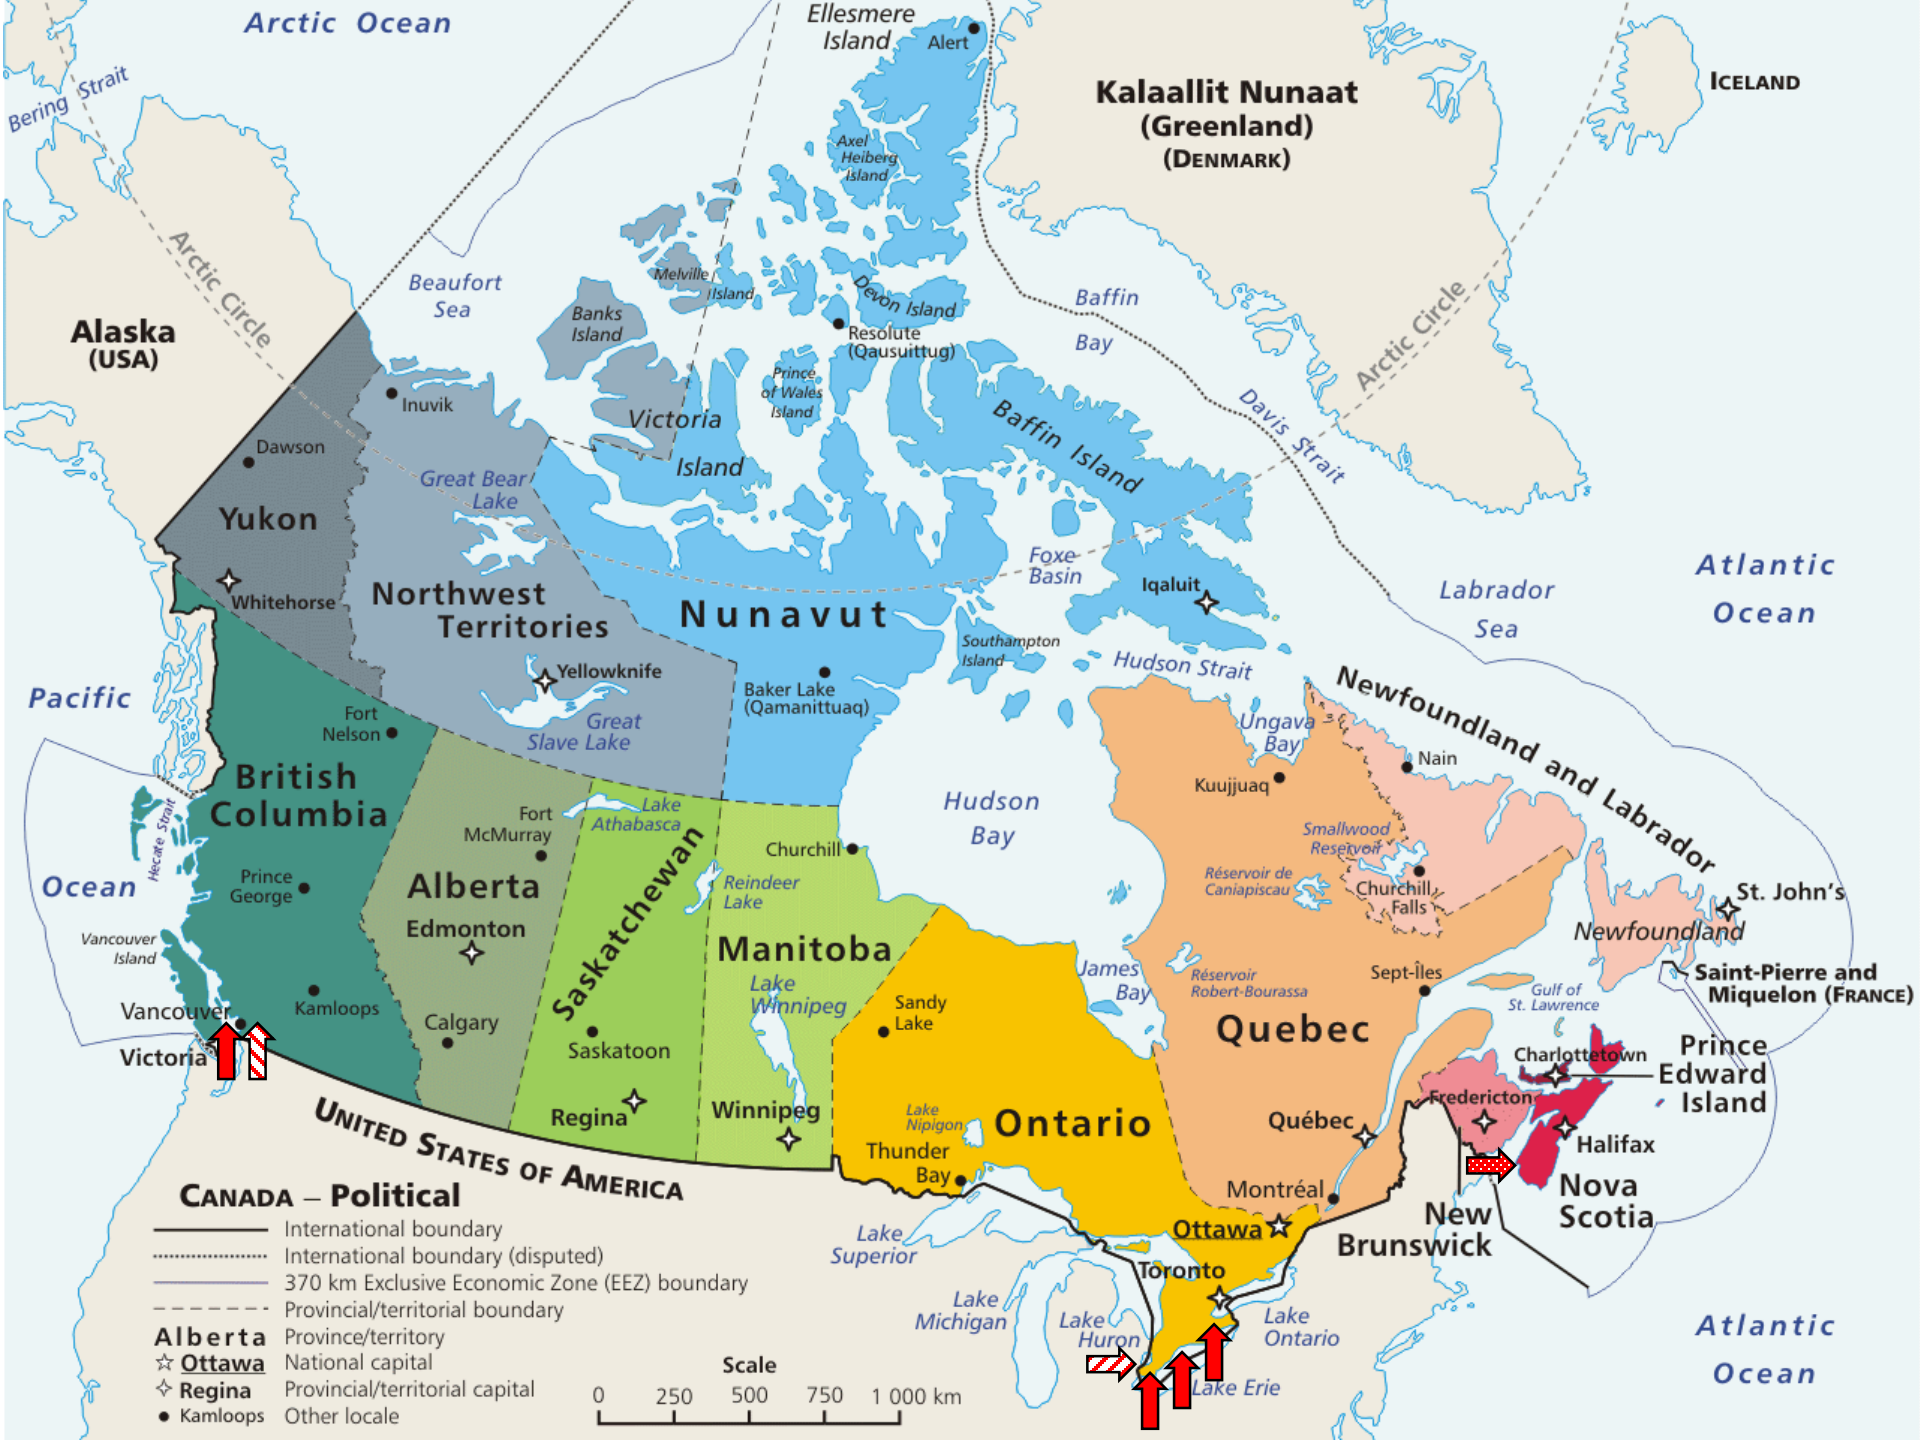 Arctic Ocean
Bering Strait
Ellesmere
Island
Alert
Kalaallit Nunaat
(Greenland)
(DENMARK)
ICELAND
Axel
Heiberg
Island
Arctic Circle
Beaufort
Sea
Melville
Island
Banks
Island
Devon Island
Resolute
(Qausuittug)
Baffin
Bay
Arctic Circle
Alaska
(USA)
Inuvik
Prince
of Wales
Island
Victoria
Island
Baffin Island
Davis Strait
Dawson
Great Bear
Lake
Yukon
Whitehorse
Northwest
Territories
Nunavut
Foxe
Basin
Iqaluit
Labrador
Sea
Atlantic
Ocean
Southampton
Island
Hudson Strait
Yellowknife
Great
Slave Lake
Baker Lake
(Qamanittuaq)
Pacific
Ocean
Fort
Nelson
British
Columbia
Hecate Strait
Prince
George
Fort
McMurray
Lake
Athabasca
Alberta
Edmonton
Saskatchewan
Churchill
Reindeer
Lake
Manitoba
Hudson
Bay
Ungava
Bay
Kuujjuaq
Nain
Newfoundland and Labrador
Smallwood
Reservoir
Réservoir de
Caniapiscau
Churchill
Falls
St. John's
Newfoundland
Vancouver
Island
Vancouver
Victoria
Kamloops
Calgary
Saskatoon
Regina
Lake
Winnipeg
Winnipeg
Sandy
Lake
James
Bay
Réservoir
Robert-Bourassa
Sept-Îles
Gulf of
St. Lawrence
Saint-Pierre and
Miquelon (FRANCE)
Quebec
Charlottetown
Prince
Edward
Island
Fredericton
Ontario
Lake
Nipigon
Thunder
Bay
Québec
Halifax
Nova
Scotia
New
Brunswick
Montréal
Ottawa
Toronto
UNITED STATES OF AMERICA
Lake
Superior
Lake
Michigan
Lake
Huron
Lake
Ontario
Lake Erie
Atlantic
Ocean
CANADA – Political
International boundary
International boundary (disputed)
370 km Exclusive Economic Zone (EEZ) boundary
Provincial/territorial boundary
Alberta Province/territory
Ottawa National capital
Regina Provincial/territorial capital
Kamloops Other locale
Scale
0 250 500 750 1 000 km